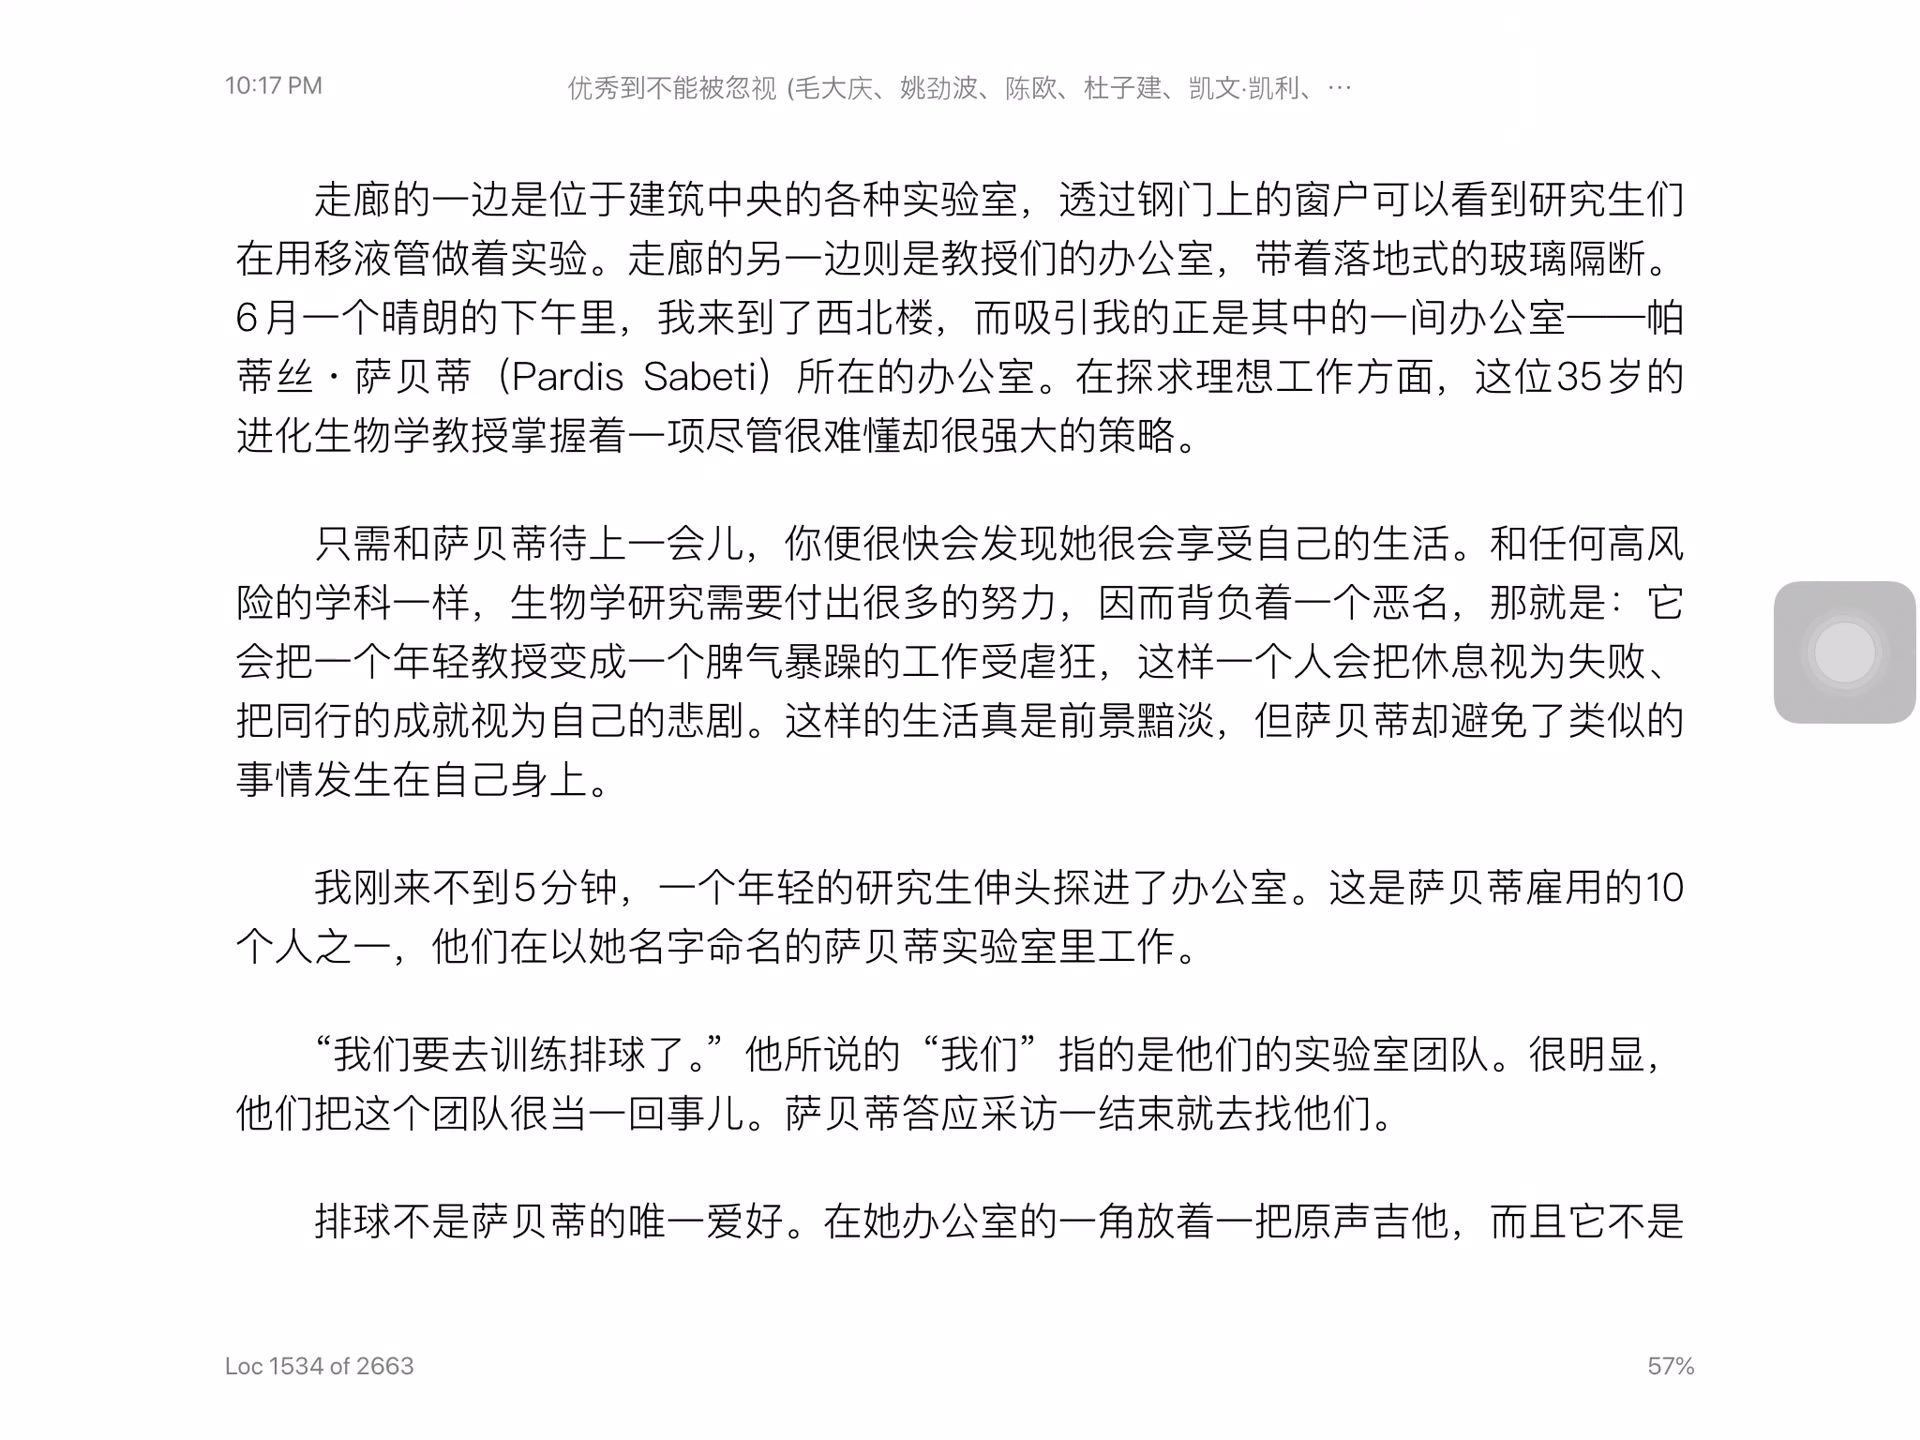 10:17 PM
优秀到不能被忽视 (毛大庆、姚劲波、陈欧、杜子建、凯文·凯利、…
走廊的一边是位于建筑中央的各种实验室，透过钢门上的窗户可以看到研究生们
在用移液管做着实验。走廊的另一边则是教授们的办公室，带着落地式的玻璃隔断。
6月一个晴朗的下午里，我来到了西北楼，而吸引我的正是其中的一间办公室——帕
蒂丝·萨贝蒂（Pardis Sabeti）所在的办公室。在探求理想工作方面，这位35岁的
进化生物学教授掌握着一项尽管很难懂却很强大的策略。
只需和萨贝蒂待上一会儿，你便很快会发现她很会享受自己的生活。和任何高风
险的学科一样，生物学研究需要付出很多的努力，因而背负着一个恶名，那就是：它
会把一个年轻教授变成一个脾气暴躁的工作受虐狂，这样一个人会把休息视为失败、
把同行的成就视为自己的悲剧。这样的生活真是前景黯淡，但萨贝蒂却避免了类似的
事情发生在自己身上。
我刚来不到5分钟，一个年轻的研究生伸头探进了办公室。这是萨贝蒂雇用的10
个人之一，他们在以她名字命名的萨贝蒂实验室里工作。
“我们要去训练排球了。”他所说的“我们”指的是他们的实验室团队。很明显，
他们把这个团队很当一回事儿。萨贝蒂答应采访一结束就去找他们。
排球不是萨贝蒂的唯一爱好。在她办公室的一角放着一把原声吉他，而且它不是
Loc 1534 of 2663
57%